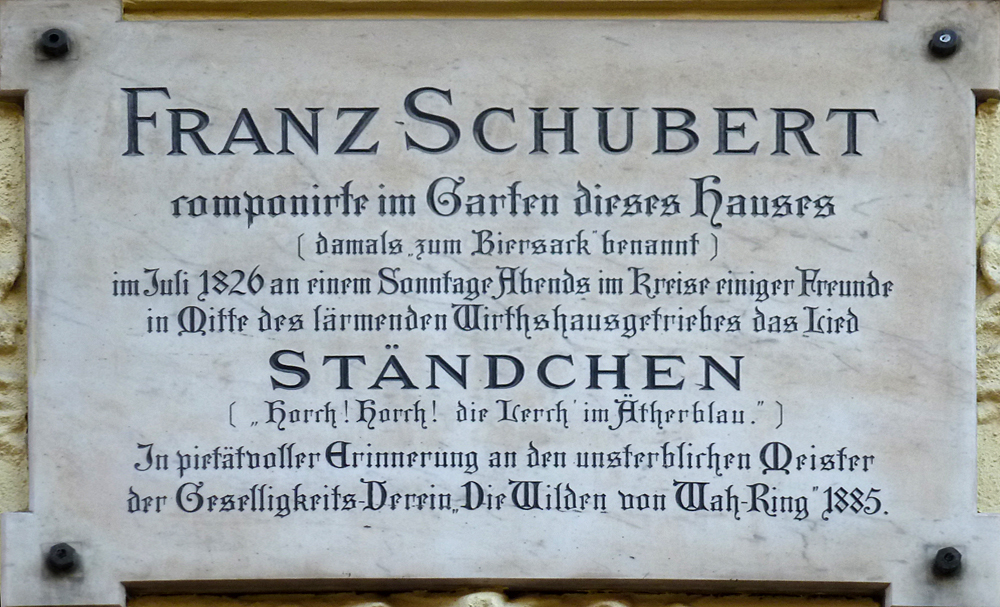 FRANZ SCHUBERT
componirte im Garten dieses Hauses
( damals „zum Biersack“ benannt )
im Juli 1826 an einem Sonntage Abends im Kreise einiger Freunde
in Mitte des lärmenden Wirthshausgetriebes das Lied
STÄNDCHEN
( „Horch! Horch! die Lerch' im Ätherblau.“ )
In pietätvoller Erinnerung an den unsterblichen Meister
der Geselligkeits-Verein „Die Wilden von Wah-Ring“ 1885.